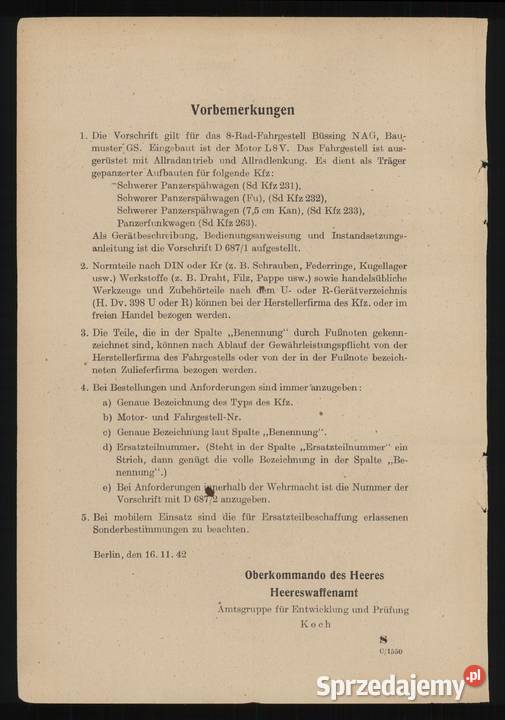 Vorbemerkungen
1. Die Vorschrift gilt für das 8-Rad-Fahrgestell Büssing NAG, Bau-
muster GS. Eingebaut ist der Motor L8V. Das Fahrgestell ist aus-
gerüstet mit Allradantrieb und Allradlenkung. Es dient als Träger
gepanzerter Aufbauten für folgende Kfz:
Schwerer Panzerspähwagen (Sd Kfz 231),
Schwerer Panzerspähwagen (Fu), (Sd Kfz 232),
Schwerer Panzerspähwagen (7,5 cm Kan), (Sd Kfz 233),
Panzerfunkwagen (Sd Kfz 263).
Als Gerätbeschreibung, Bedienungsanweisung und Instandsetzungs-
anleitung ist die Vorschrift D 687/1 aufgestellt.
2. Normteile nach DIN oder Kr (z. B. Schrauben, Federringe, Kugellager
usw.) Werkstoffe (z. B. Draht, Filz, Pappe usw.) sowie handelsübliche
Werkzeuge und Zubehörteile nach dem U- oder R-Gerätverzeichnis
(H. Dv. 398 U oder R) können bei der Herstellerfirma des Kfz. oder im
freien Handel bezogen werden.
3. Die Teile, die in der Spalte „Benennung" durch Fußnoten gekenn-
zeichnet sind, können nach Ablauf der Gewährleistungspflicht von der
Herstellerfirma des Fahrgestells oder von der in der Fußnote bezeich-
neten Zulieferfirma bezogen werden.
4. Bei Bestellungen und Anforderungen sind immer anzugeben:
a) Genaue Bezeichnung des Typs des Kfz.
b) Motor- und Fahrgestell-Nr.
c) Genaue Bezeichnung laut Spalte „Benennung".
d) Ersatzteilnummer. (Steht in der Spalte „Ersatzteilnummer" ein
Strich, dann genügt die volle Bezeichnung in der Spalte „Be-
nennung".)
e) Bei Anforderungen innerhalb der Wehrmacht ist die Nummer der
Vorschrift mit D 687/2 anzugeben.
5. Bei mobilem Einsatz sind die für Ersatzteilbeschaffung erlassenen
Sonderbestimmungen zu beachten.
Berlin, den 16. 11. 42
Oberkommando des Heeres
Heereswaffenamt
Amtsgruppe für Entwicklung und Prüfung
Koch
S
C/1550
Sprzedajemy.pl